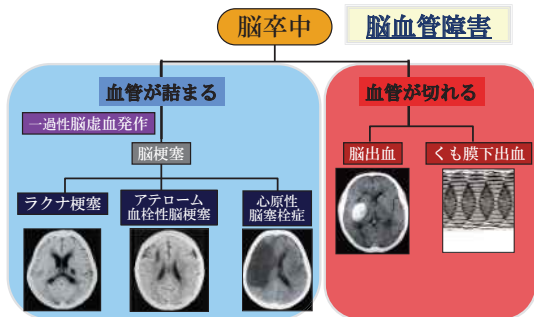 脳卒中
脳血管障害
血管が詰まる
血管が切れる
一過性脳虚血発作
脳梗塞
脳出血
くも膜下出血
ラクナ梗塞
アテローム
血栓性脳梗塞
心原性
脳塞栓症